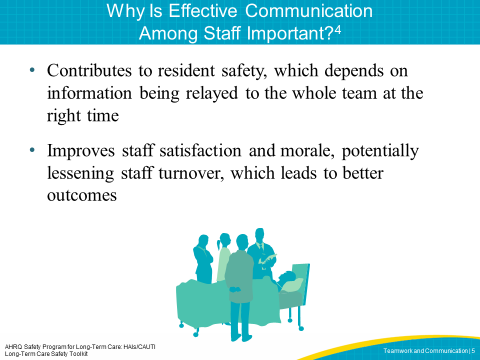 Why Is Effective Communication
Among Staff Important?4
• Contributes to resident safety, which depends on
information being relayed to the whole team at the
right time
• Improves staff satisfaction and morale, potentially
lessening staff turnover, which leads to better
outcomes
AHRQ Safety Program for Long-Term Care: HAIs/CAUTI
Long-Term Care Safety Toolkit
Teamwork and Communication | 5